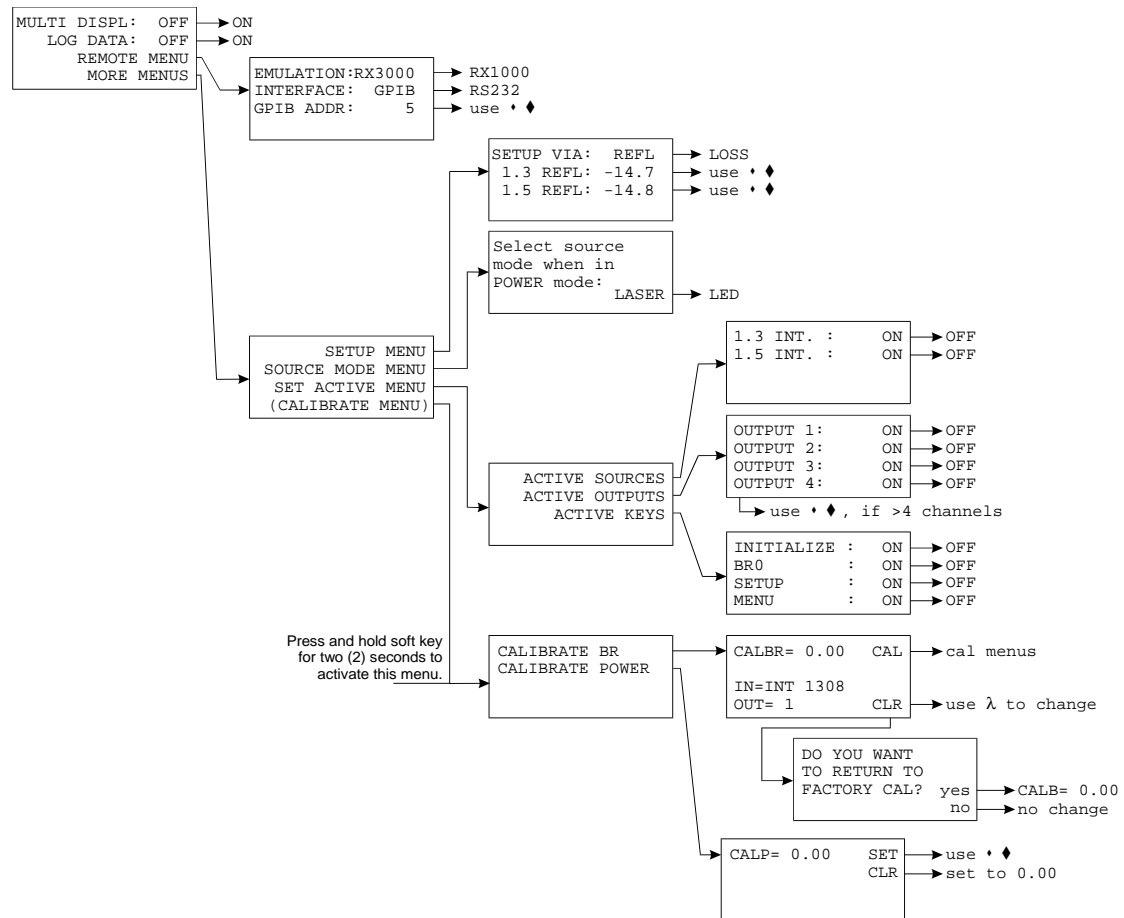 MULTI DISPL: OFF ON
LOG DATA: OFF ON
REMOTE MENU
MORE MENUS
EMULATION:RX3000 RX1000
INTERFACE: GPIB RS232
GPIB ADDR: 5 use ⬩ ♦
SETUP VIA: REFL LOSS
1.3 REFL: -14.7 use ⬩ ♦
1.5 REFL: -14.8 use ⬩ ♦
Select source
mode when in
POWER mode:
LASER LED
SETUP MENU
SOURCE MODE MENU
SET ACTIVE MENU
(CALIBRATE MENU)
1.3 INT. : ON OFF
1.5 INT. : ON OFF
ACTIVE SOURCES
ACTIVE OUTPUTS
ACTIVE KEYS
OUTPUT 1: ON OFF
OUTPUT 2: ON OFF
OUTPUT 3: ON OFF
OUTPUT 4: ON OFF
use ⬩ ♦, if >4 channels
INITIALIZE : ON OFF
BR0 : ON OFF
SETUP : ON OFF
MENU : ON OFF
Press and hold soft key
for two (2) seconds to
activate this menu.
CALIBRATE BR
CALIBRATE POWER
CALBR= 0.00 CAL cal menus
IN=INT 1308
OUT= 1 CLR use λ to change
DO YOU WANT
TO RETURN TO
FACTORY CAL? yes CALB= 0.00
no no change
CALP= 0.00 SET use ⬩ ♦
CLR set to 0.00